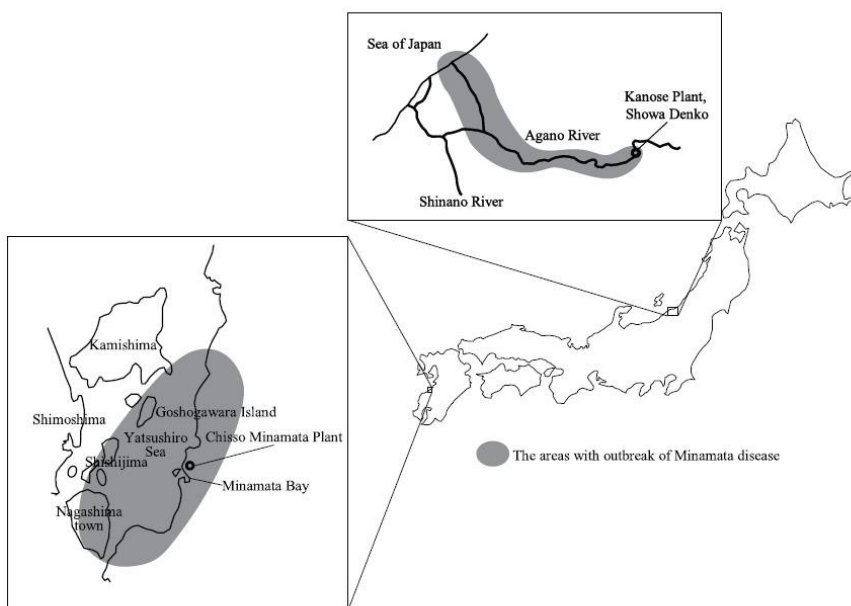 Sea of Japan
Kanose Plant,
Showa Denko
Agano River
Shinano River
Kamishima
Goshogawara Island
Shimoshima
Yatsushiro
Sea
Chisso Minamata Plant
Shishijima
Minamata Bay
Nagashima
town
The areas with outbreak of Minamata disease